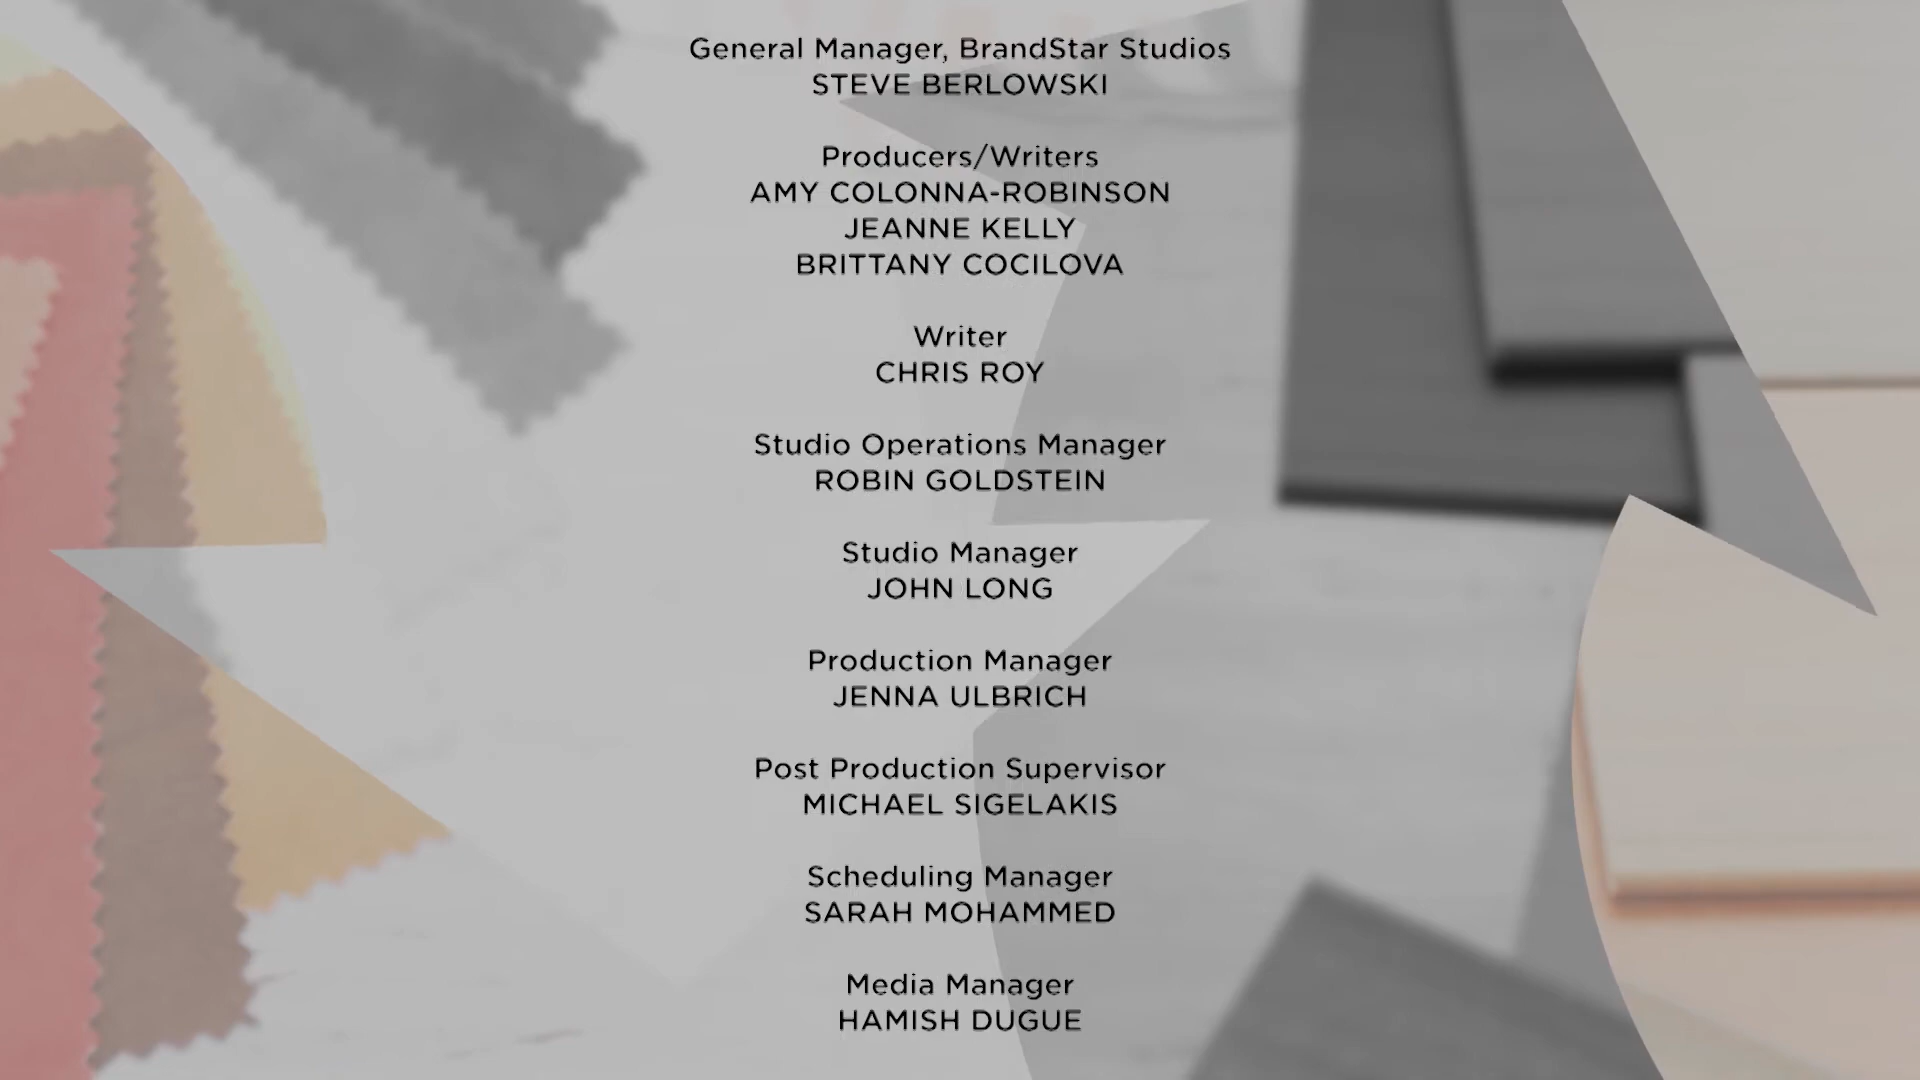 General Manager, BrandStar Studios
STEVE BERLOWSKI
Producers/Writers
AMY COLONNA-ROBINSON
JEANNE KELLY
BRITTANY COCILOVA
Writer
CHRIS ROY
Studio Operations Manager
ROBIN GOLDSTEIN
Studio Manager
JOHN LONG
Production Manager
JENNA ULBRICH
Post Production Supervisor
MICHAEL SIGELAKIS
Scheduling Manager
SARAH MOHAMMED
Media Manager
HAMISH DUGUE